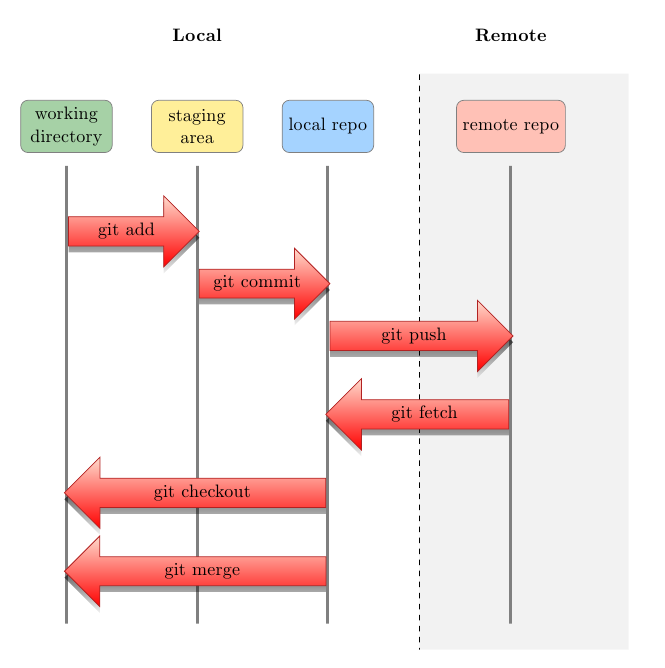 Local
Remote
working
directory
staging
area
local repo
remote repo
git add
git commit
git push
git fetch
git checkout
git merge